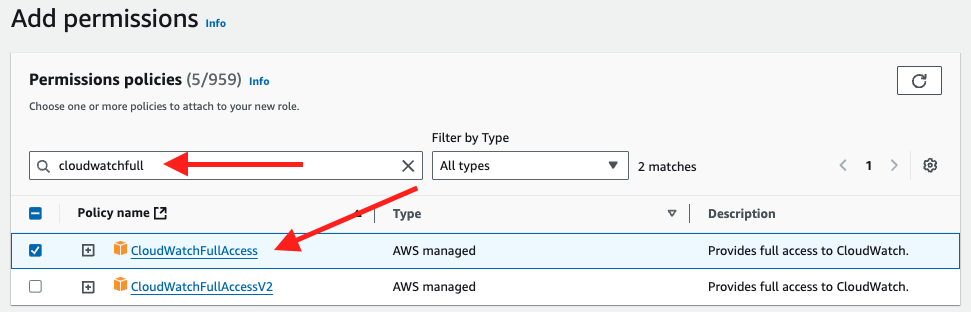 Add permissions Info
Permissions policies (5/959) Info
Choose one or more policies to attach to your new role.
Filter by Type
cloudwatchfull All types 2 matches 1
Policy name Type Description
CloudWatchFullAccess AWS managed Provides full access to CloudWatch.
CloudWatchFullAccessV2 AWS managed Provides full access to CloudWatch.